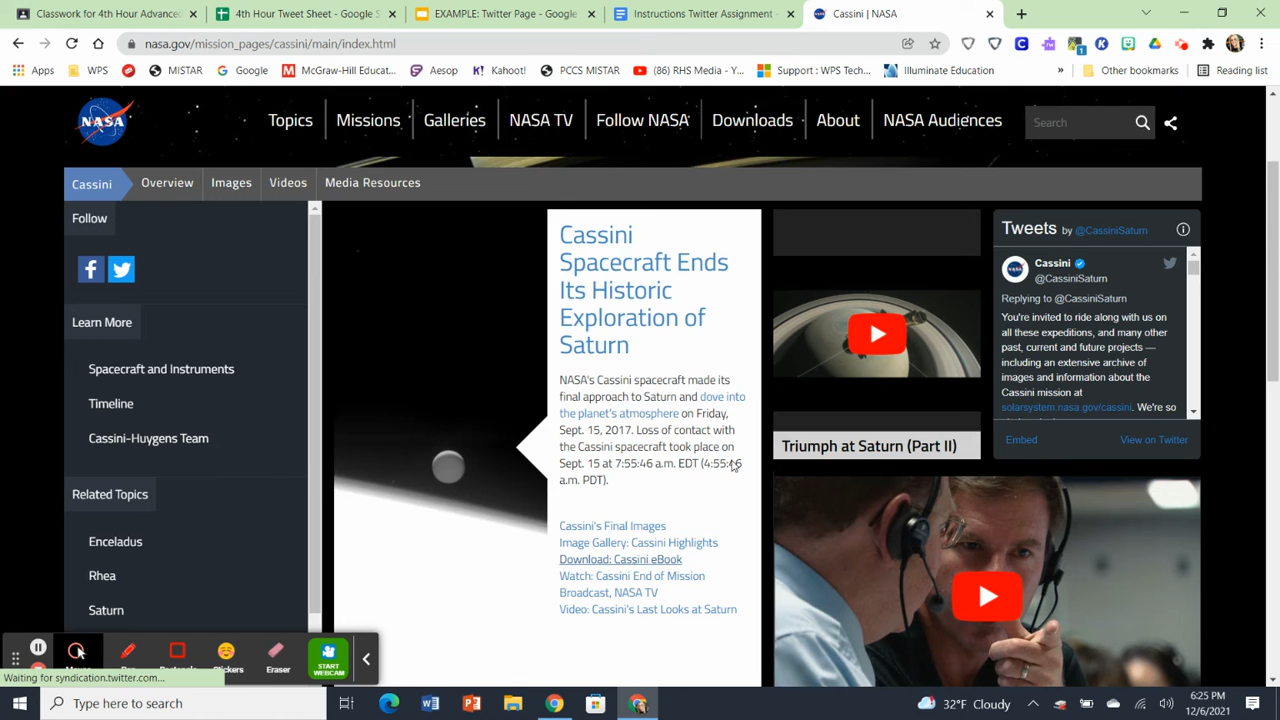 Classwork for 4th Hour Advanced
4th Hour Tweet Sheet - Google S
EXAMPLE: Twitter Page - Google
Instructions Twitter Assignment -
Cassini | NASA
nasa.gov/mission_pages/cassini/main/index.html
Apps
WPS
MISTAR
Google
McGraw-Hill Educat...
Aesop
Kahoot!
PCCS MISTAR
(86) RHS Media - Y...
Support : WPS Tech...
Illuminate Education
»
Other bookmarks
Reading list
NASA
Topics
Missions
Galleries
NASA TV
Follow NASA
Downloads
About
NASA Audiences
Search
Cassini
Overview
Images
Videos
Media Resources
Follow
Learn More
Spacecraft and Instruments
Timeline
Cassini-Huygens Team
Related Topics
Enceladus
Rhea
Saturn
Cassini
Spacecraft Ends
Its Historic
Exploration of
Saturn
NASA's Cassini spacecraft made its
final approach to Saturn and dove into
the planet's atmosphere on Friday,
Sept. 15, 2017. Loss of contact with
the Cassini spacecraft took place on
Sept. 15 at 7:55:46 a.m. EDT (4:55:46
a.m. PDT).
Cassini's Final Images
Image Gallery: Cassini Highlights
Download: Cassini eBook
Watch: Cassini End of Mission
Broadcast, NASA TV
Video: Cassini's Last Looks at Saturn
Triumph at Saturn (Part II)
Tweets by @CassiniSaturn
Cassini
@CassiniSaturn
Replying to @CassiniSaturn
You're invited to ride along with us on
all these expeditions, and many other
past, current and future projects —
including an extensive archive of
images and information about the
Cassini mission at
solarsystem.nasa.gov/cassini. We're so
Embed
View on Twitter
Stickers
Eraser
START
WEBCAM
Waiting for syndication.twitter.com...
Type here to search
32°F Cloudy
6:25 PM
12/6/2021